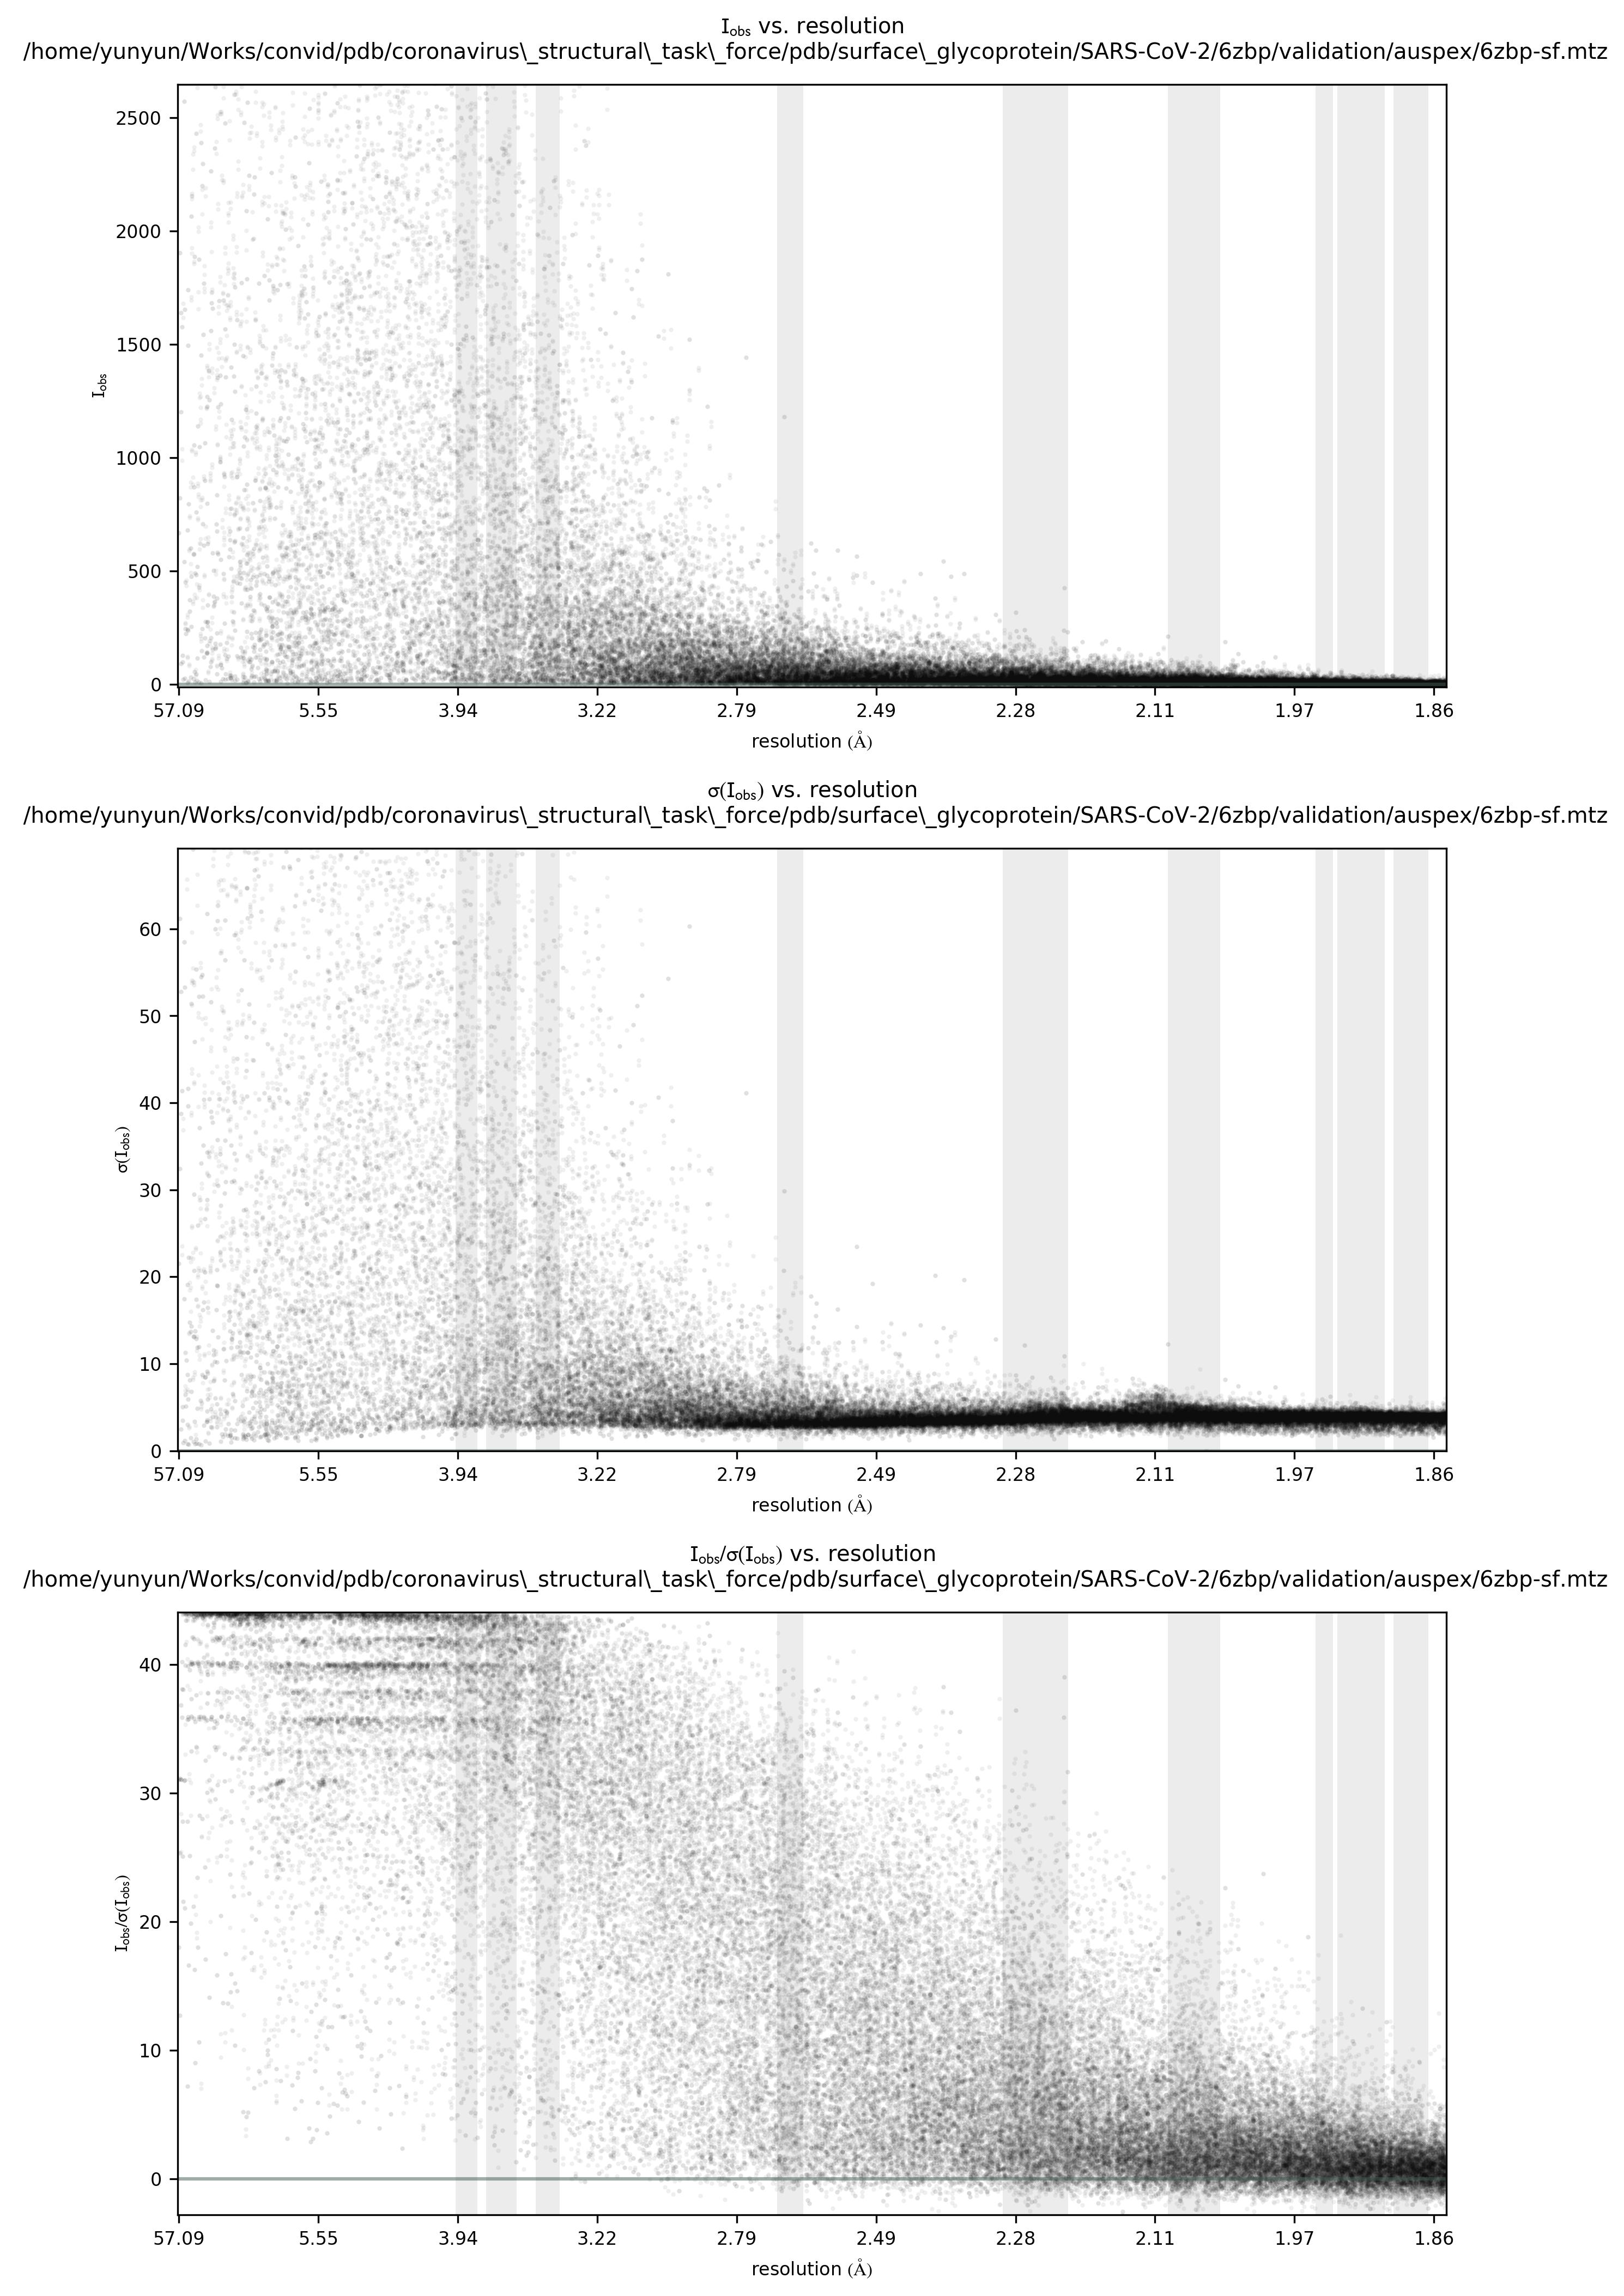 Iobs vs. resolution
/home/yunyun/Works/convid/pdb/coronavirus\_structural\_task\_force/pdb/surface\_glycoprotein/SARS-CoV-2/6zbp/validation/auspex/6zbp-sf.mtz
2500
2000
1500
1000
500
0
Iobs
57.09 5.55 3.94 3.22 2.79 2.49 2.28 2.11 1.97 1.86
resolution (Å)
σ(Iobs) vs. resolution
/home/yunyun/Works/convid/pdb/coronavirus\_structural\_task\_force/pdb/surface\_glycoprotein/SARS-CoV-2/6zbp/validation/auspex/6zbp-sf.mtz
60
50
40
30
20
10
0
σ(Iobs)
57.09 5.55 3.94 3.22 2.79 2.49 2.28 2.11 1.97 1.86
resolution (Å)
Iobs/σ(Iobs) vs. resolution
/home/yunyun/Works/convid/pdb/coronavirus\_structural\_task\_force/pdb/surface\_glycoprotein/SARS-CoV-2/6zbp/validation/auspex/6zbp-sf.mtz
40
30
20
10
0
Iobs/σ(Iobs)
57.09 5.55 3.94 3.22 2.79 2.49 2.28 2.11 1.97 1.86
resolution (Å)